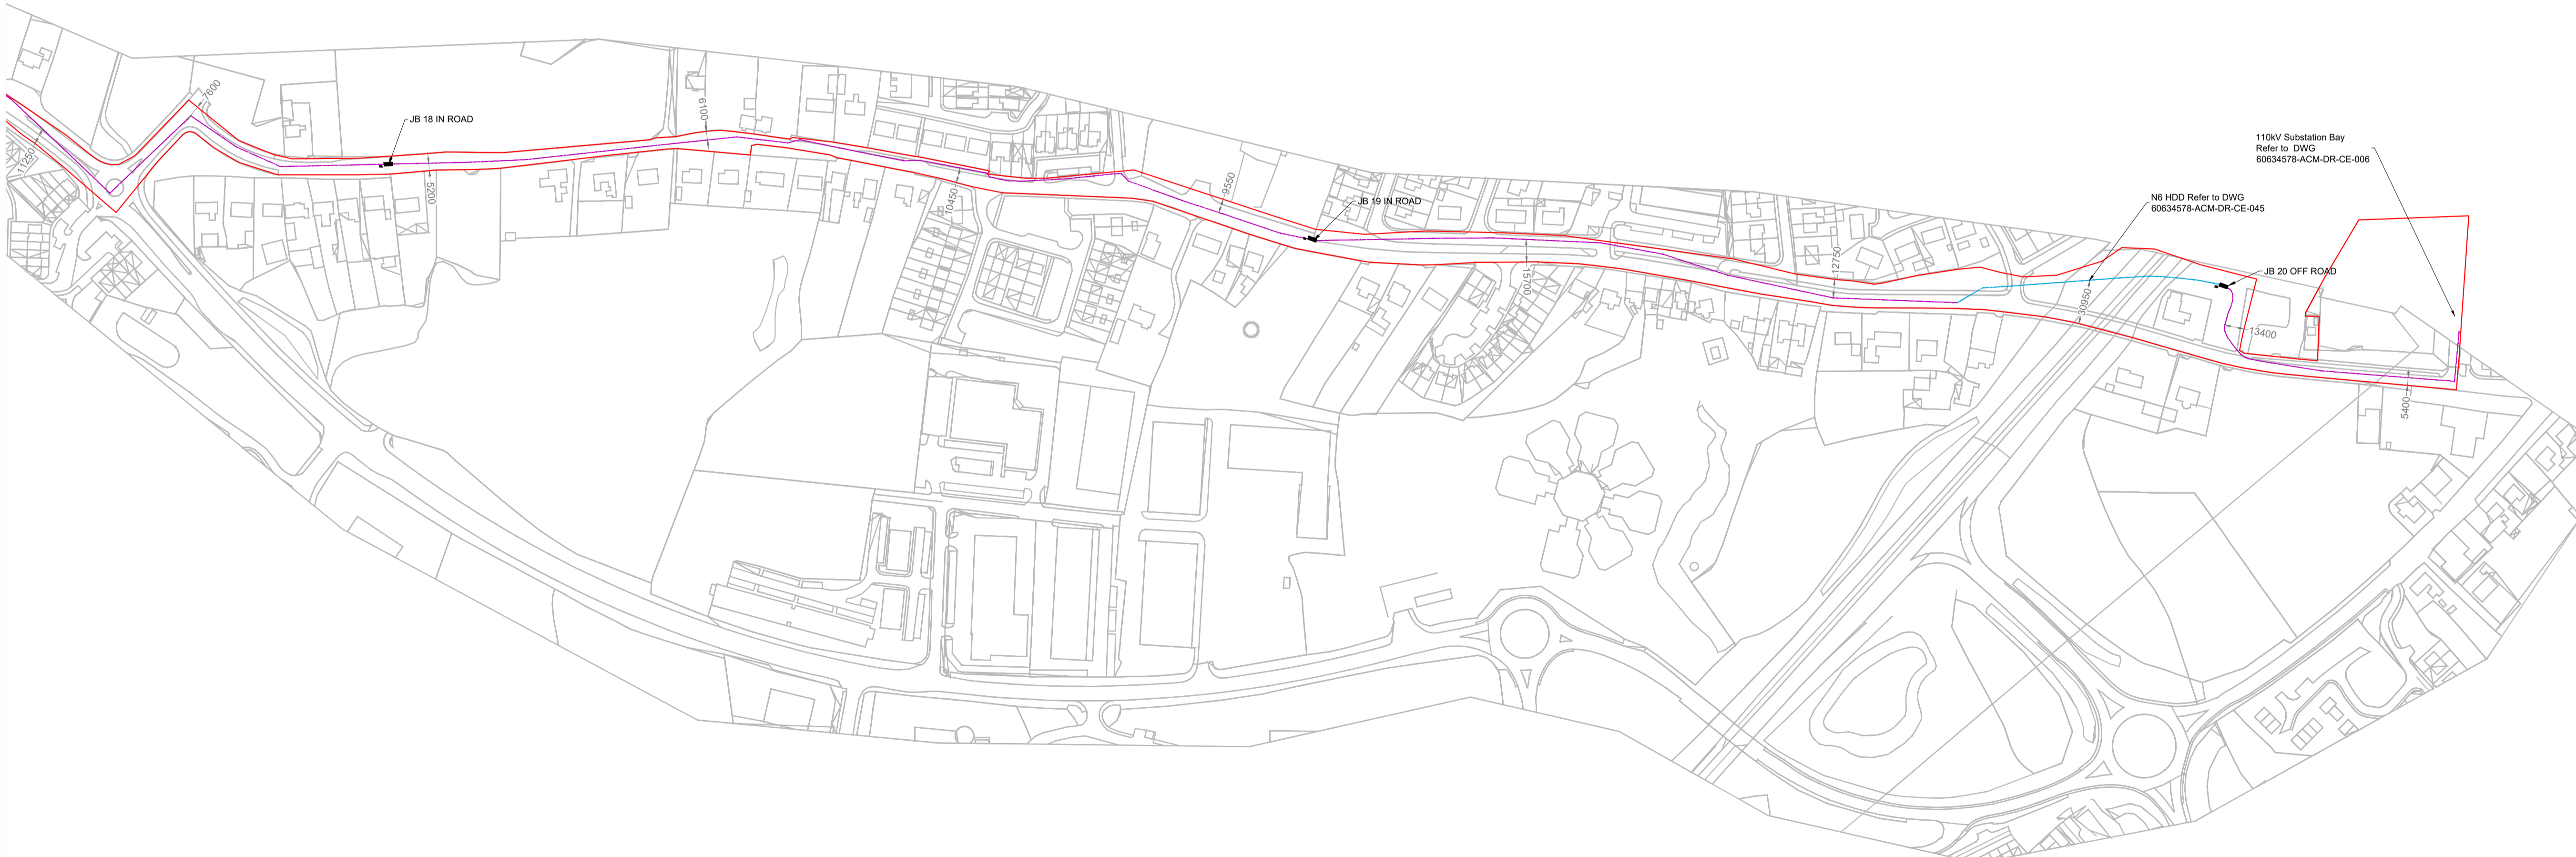 7600
11250
JB 18 IN ROAD
5200
6100
10450
9550
JB 19 IN ROAD
15700
12750
N6 HDD Refer to DWG
60634578-ACM-DR-CE-045
30950
JB 20 OFF ROAD
13400
110kV Substation Bay
Refer to DWG
60634578-ACM-DR-CE-006
5400